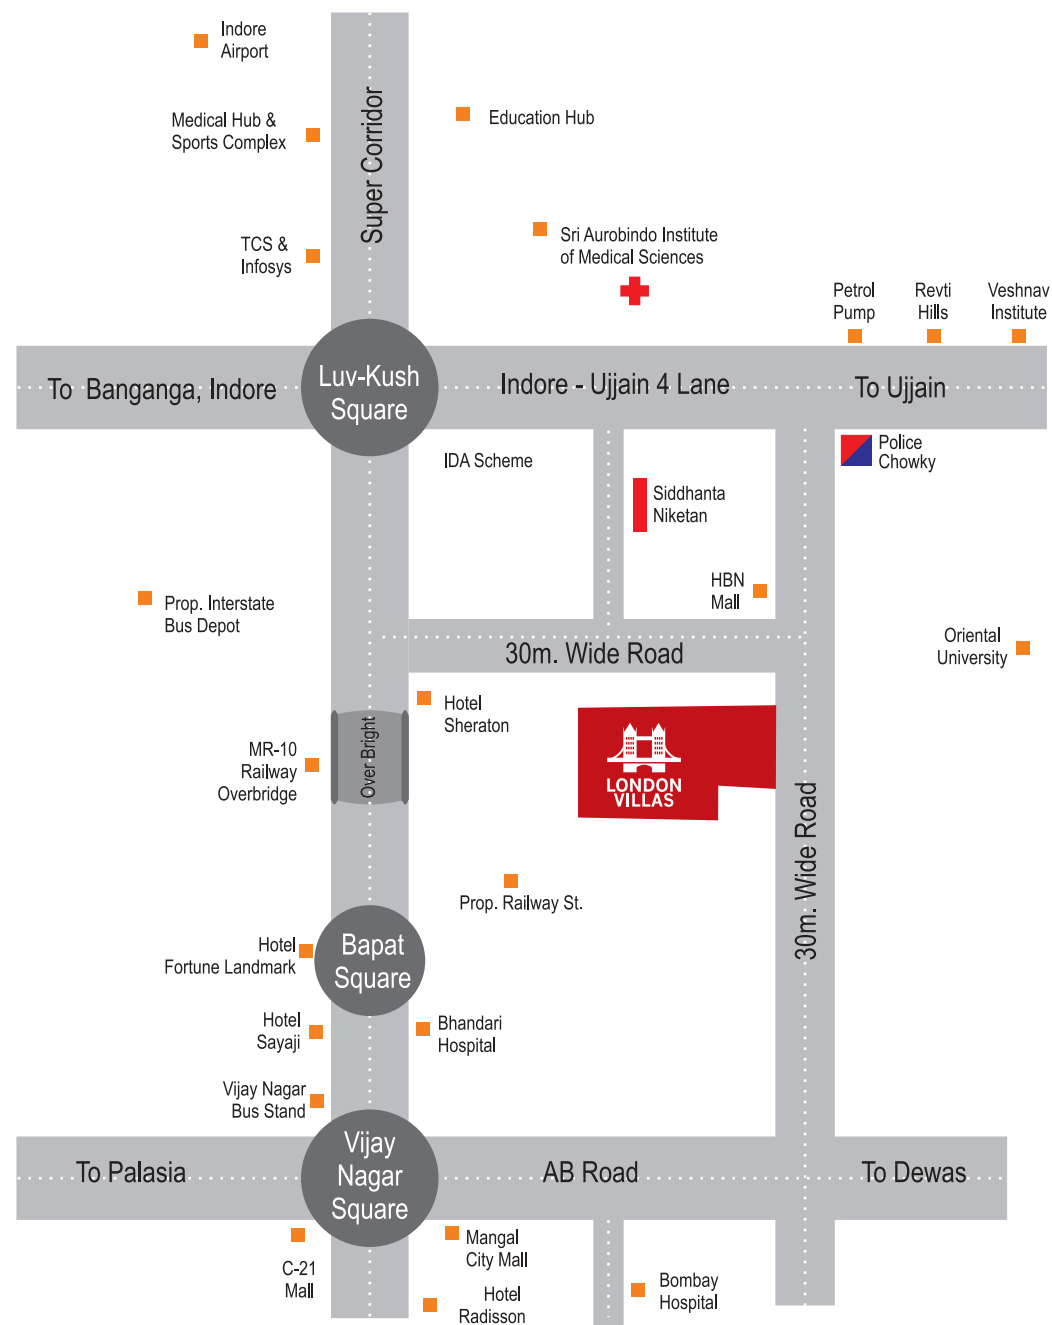 Indore
Airport
Medical Hub &
Sports Complex
Super Corridor
Education Hub
TCS &
Infosys
Sri Aurobindo Institute
of Medical Sciences
Petrol
Pump
Revti
Hills
Veshnav
Institute
To Banganga, Indore
Luv-Kush
Square
Indore - Ujjain 4 Lane
To Ujjain
IDA Scheme
Police
Chowky
Siddhanta
Niketan
HBN
Mall
Prop. Interstate
Bus Depot
30m. Wide Road
Oriental
University
Hotel
Sheraton
MR-10
Railway
Overbridge
Over Bright
LONDON
VILLAS
30m. Wide Road
Prop. Railway St.
Hotel
Fortune Landmark
Bapat
Square
Hotel
Sayaji
Bhandari
Hospital
Vijay Nagar
Bus Stand
To Palasia
Vijay
Nagar
Square
AB Road
To Dewas
C-21
Mall
Mangal
City Mall
Hotel
Radisson
Bombay
Hospital